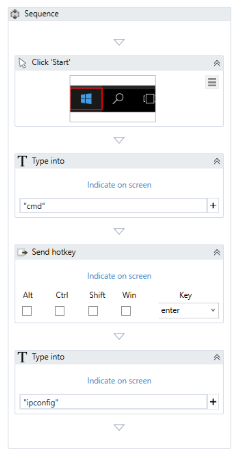 Sequence
Click 'Start'
Type into
Indicate on screen
"cmd"
Send hotkey
Indicate on screen
Alt Ctrl Shift Win Key
enter
Type into
Indicate on screen
"ipconfig"